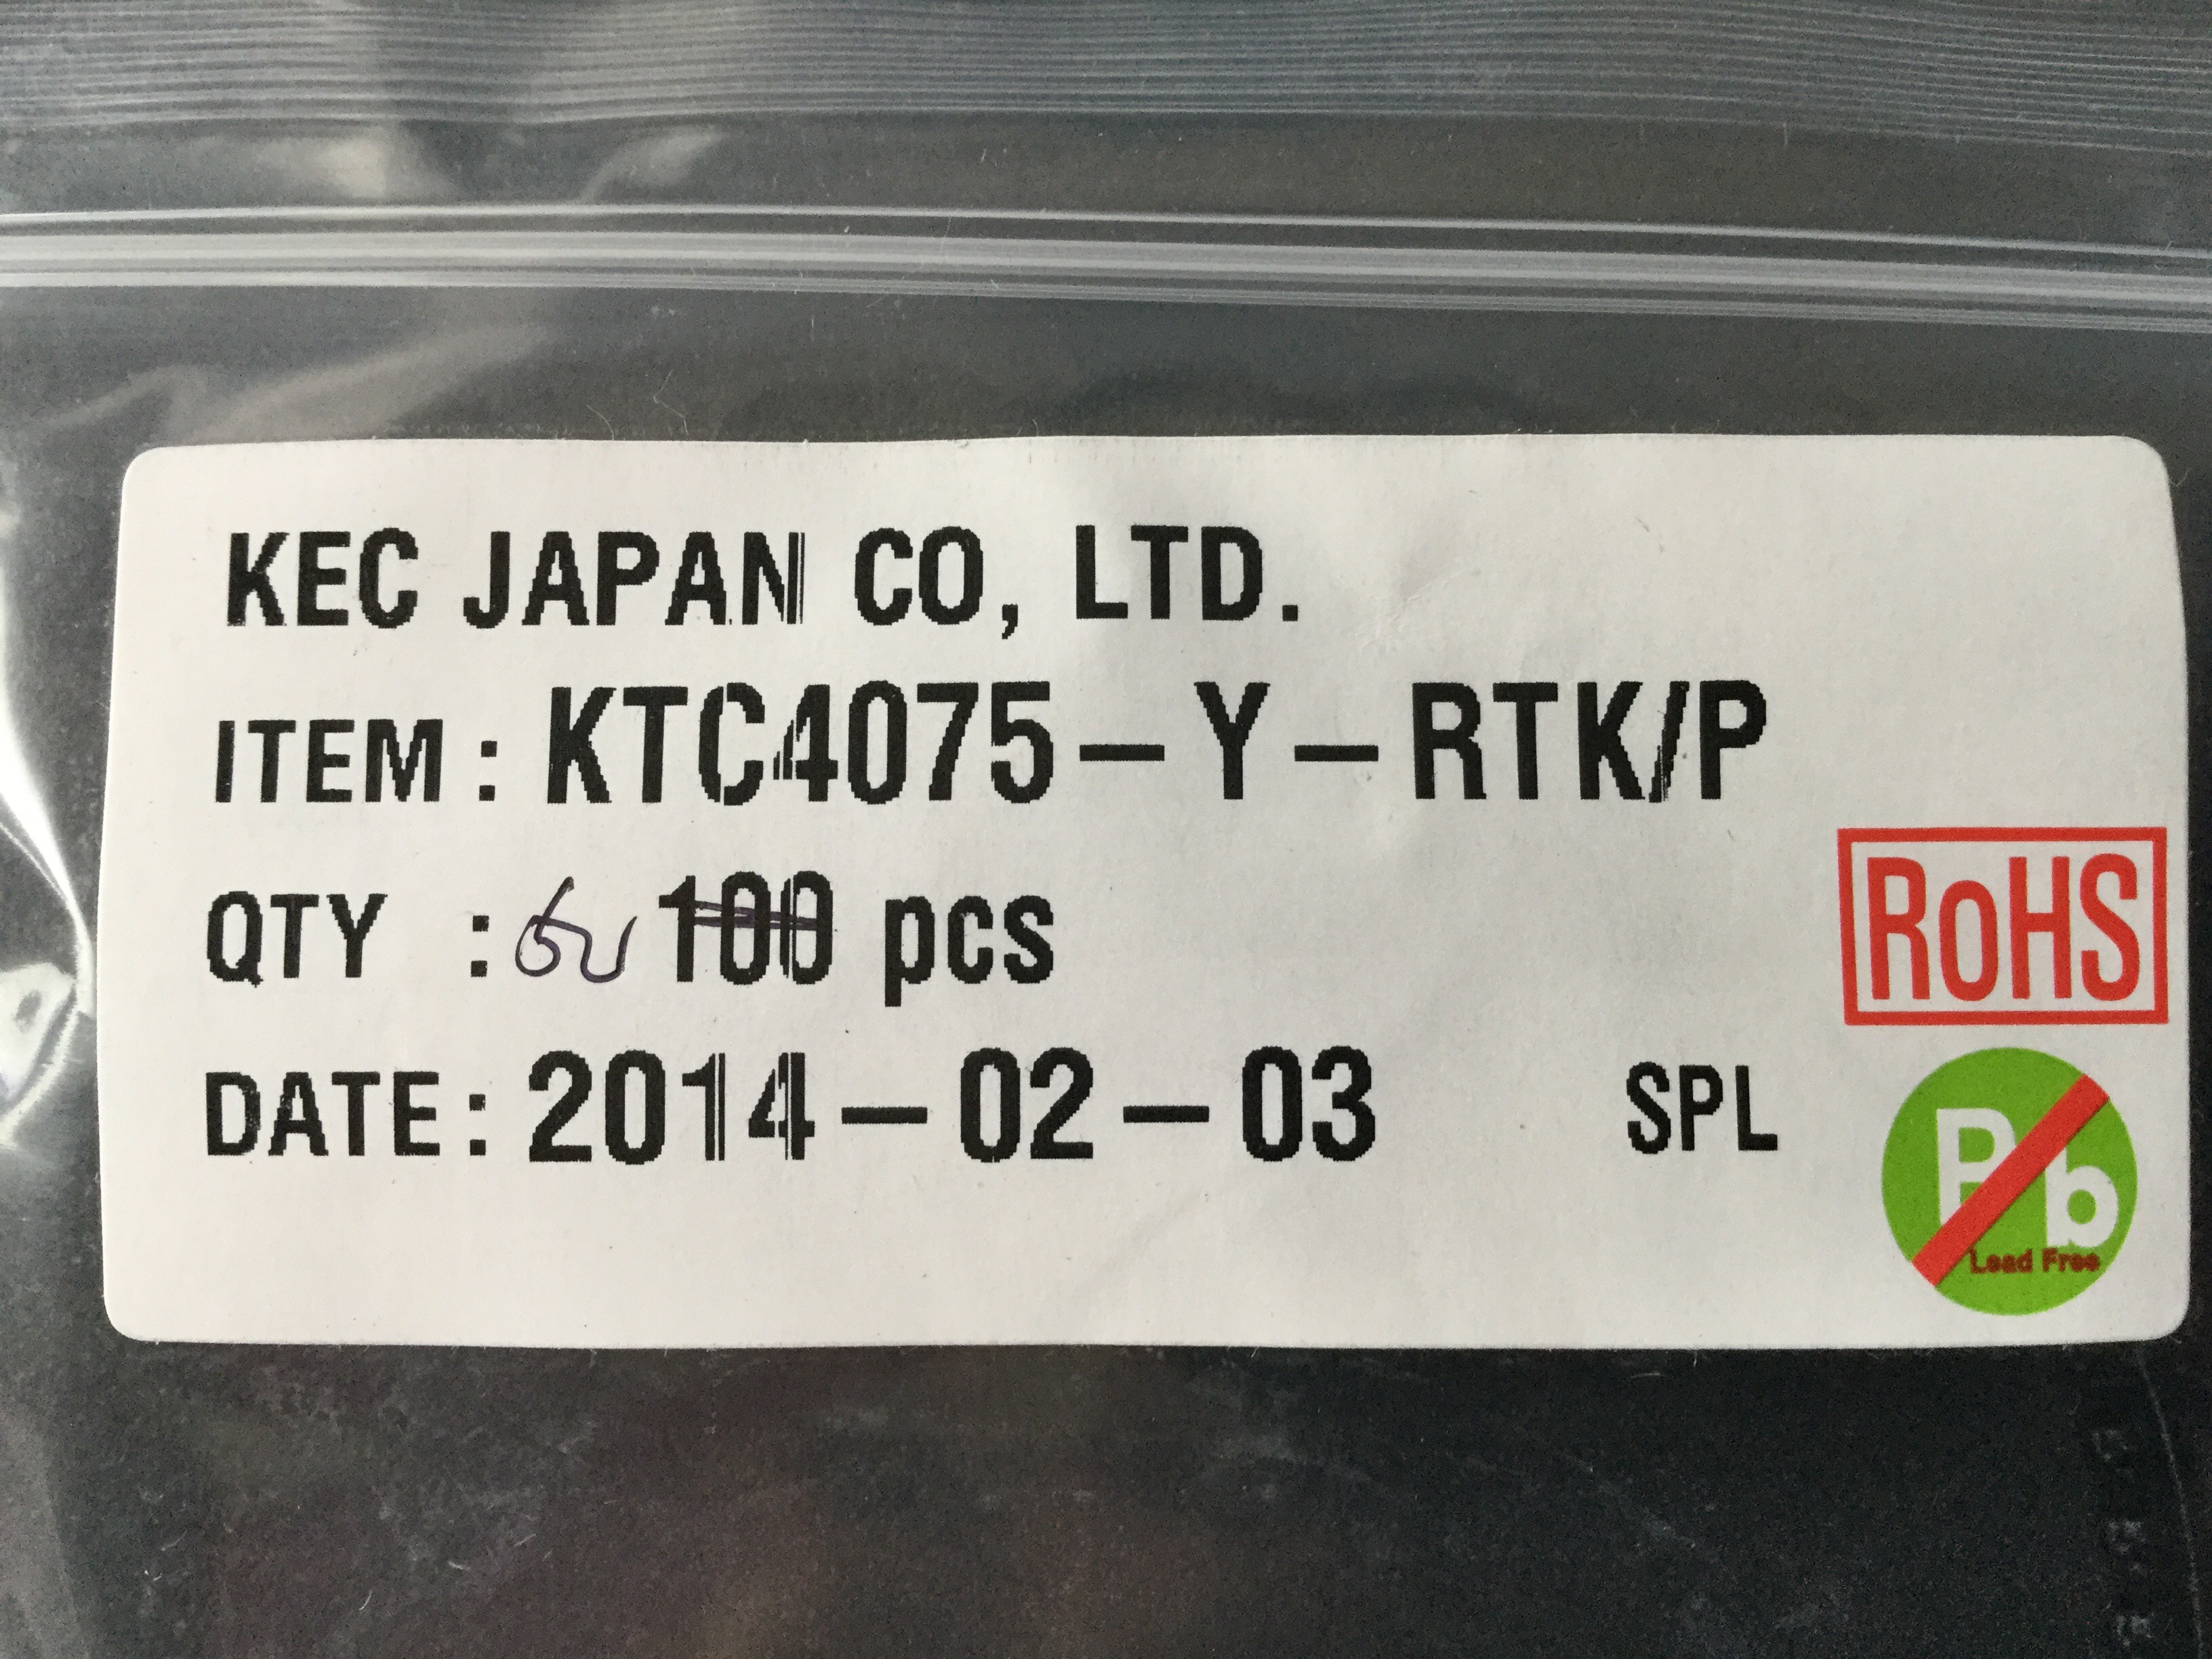 KEC JAPAN CO, LTD.
ITEM : KTC4075-Y-RTK/P
QTY : 100 pcs
DATE : 2014-02-03 SPL
RoHS
Pb
Lead Free